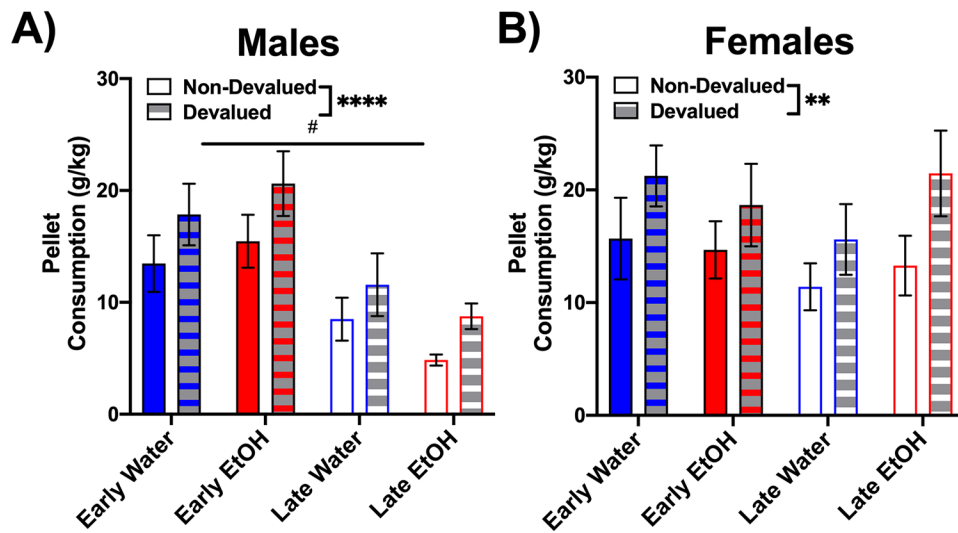 A)
Males
Non-Devalued
Devalued
****
#
30
20
10
0
Pellet
Consumption (g/kg)
Early Water
Early EtOH
Late Water
Late EtOH
B)
Females
Non-Devalued
Devalued
**
30
20
10
0
Pellet
Consumption (g/kg)
Early Water
Early EtOH
Late Water
Late EtOH